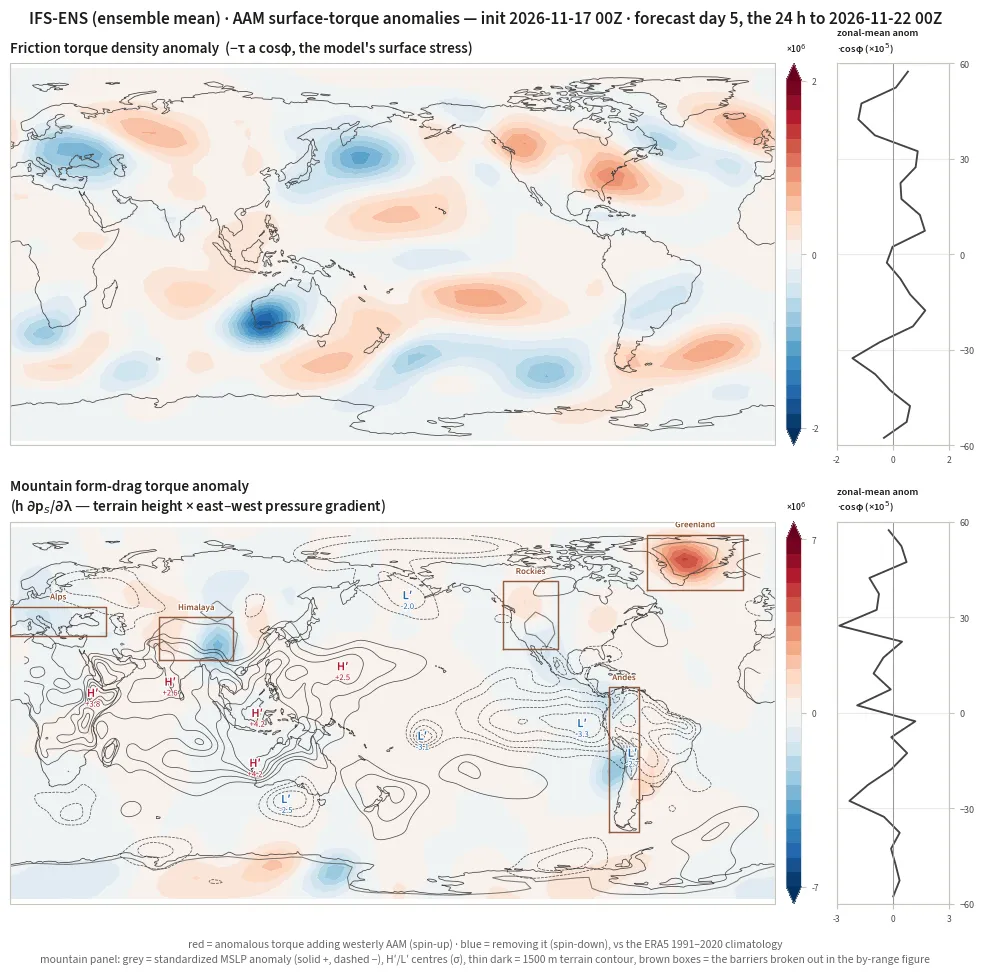 IFS-ENS (ensemble mean) · AAM surface-torque anomalies — init 2026-11-17 00Z · forecast day 5, the 24 h to 2026-11-22 00Z
Friction torque density anomaly (−τ a cosφ, the model's surface stress)
×10⁶
zonal-mean anom
·cosφ (×10⁵)
2
0
-2
60
30
0
−30
−60
-2
0
2
Mountain form-drag torque anomaly
(h ∂pₛ/∂λ — terrain height × east–west pressure gradient)
×10⁶
zonal-mean anom
·cosφ (×10⁵)
Greenland
Rockies
Alps
Himalaya
Andes
L′
-2.0
H′
+2.5
H′
+2.6
H′
+3.8
H′
H′
L′
L′
-3.3
L′
L′
-2.5
7
0
-7
60
30
0
−30
−60
-3
0
3
red = anomalous torque adding westerly AAM (spin-up) · blue = removing it (spin-down), vs the ERA5 1991–2020 climatology
mountain panel: grey = standardized MSLP anomaly (solid +, dashed −), H′/L′ centres (σ), thin dark = 1500 m terrain contour, brown boxes = the barriers broken out in the by-range figure